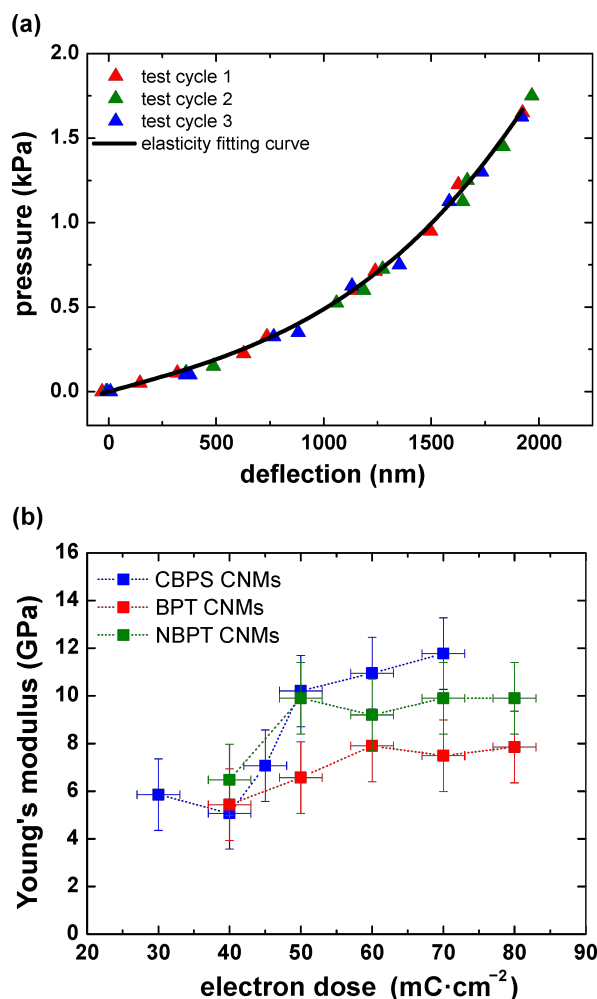 (a)
2.0
1.5
1.0
0.5
0.0
pressure (kPa)
test cycle 1
test cycle 2
test cycle 3
elasticity fitting curve
0
500
1000
1500
2000
deflection (nm)
(b)
16
14
12
10
8
6
4
2
0
Young's modulus (GPa)
CBPS CNMs
BPT CNMs
NBPT CNMs
20
30
40
50
60
70
80
90
electron dose (mC·cm⁻²)